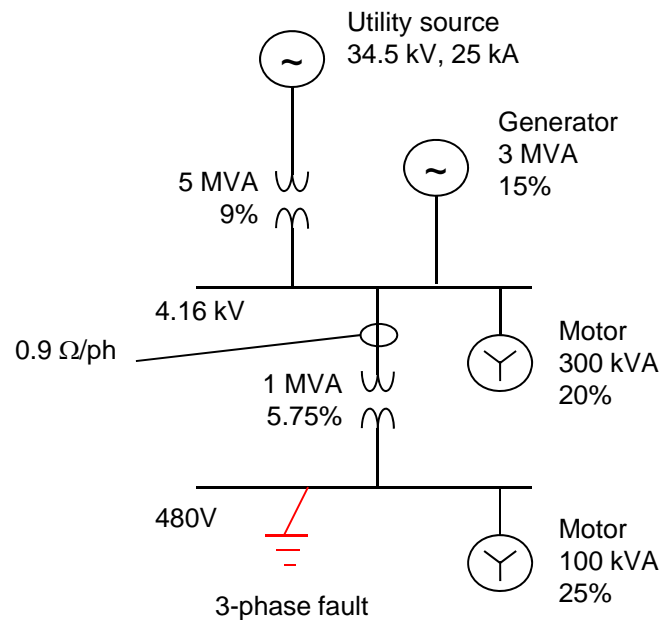 Utility source
34.5 kV, 25 kA
~
Generator
3 MVA
15%
~
5 MVA
9%
4.16 kV
0.9 Ω/ph
Motor
300 kVA
20%
1 MVA
5.75%
480V
Motor
100 kVA
25%
3-phase fault